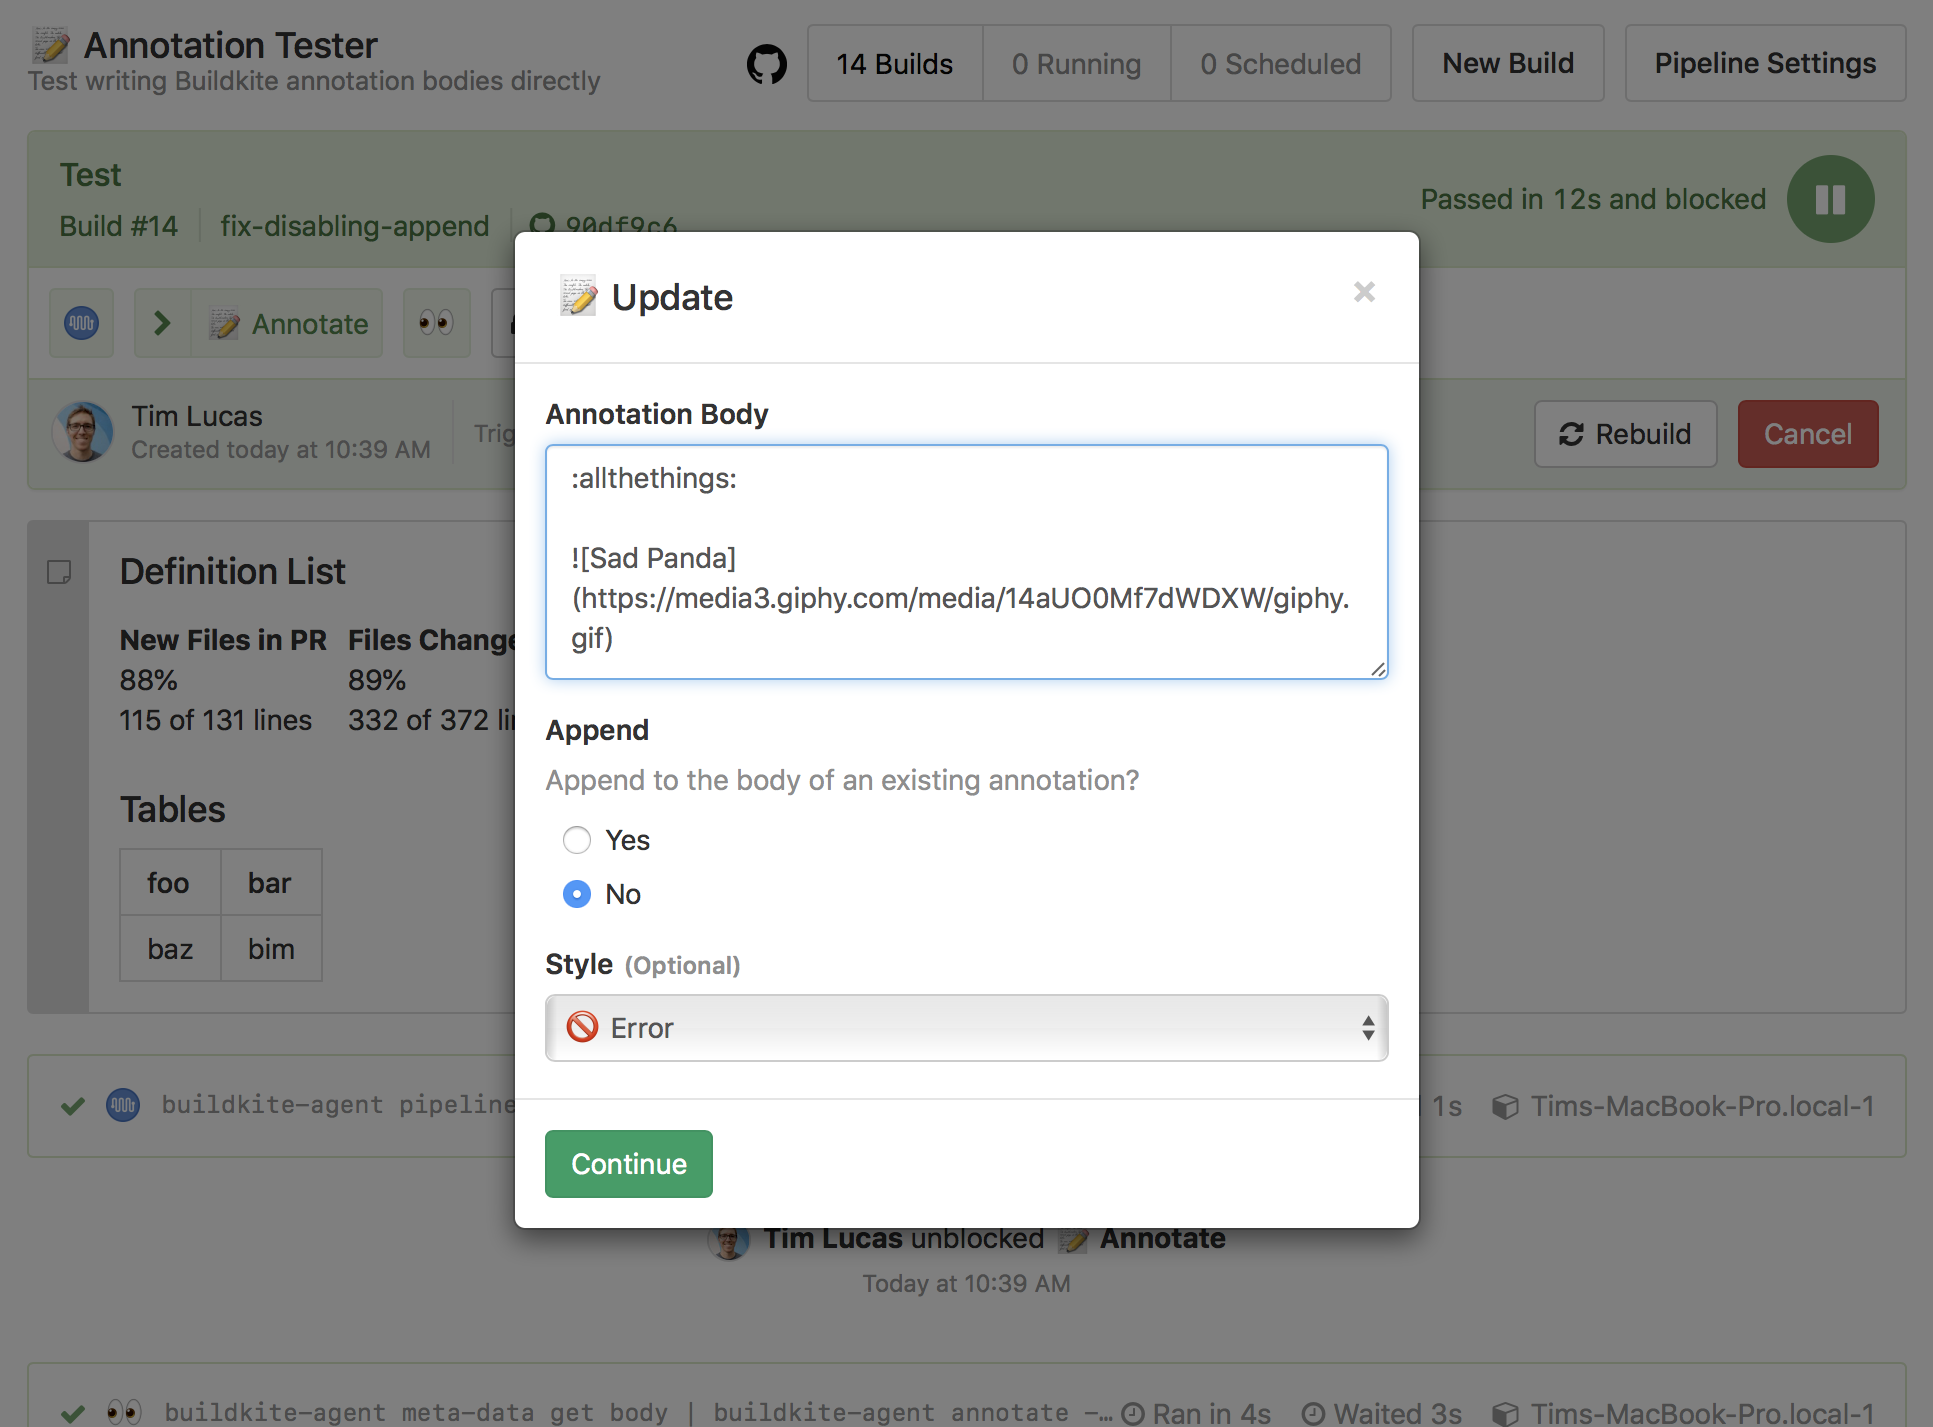 Annotation Tester
Test writing Buildkite annotation bodies directly
14 Builds
0 Running
0 Scheduled
New Build
Pipeline Settings
Test
Build #14
fix-disabling-append
90df9c6
Passed in 12s and blocked
Annotate
Tim Lucas
Created today at 10:39 AM
Trig
Rebuild
Cancel
Definition List
New Files in PR
88%
115 of 131 lines
Files Change
89%
332 of 372 li
Tables
foo bar
baz bim
Update
×
Annotation Body
:allthethings:
![Sad Panda]
(https://media3.giphy.com/media/14aUO0Mf7dWDXW/giphy.
gif)
Append
Append to the body of an existing annotation?
Yes
No
Style (Optional)
Error
Continue
buildkite-agent pipeline
1s
Tims-MacBook-Pro.local-1
Tim Lucas unblocked Annotate
Today at 10:39 AM
buildkite-agent meta-data get body | buildkite-agent annotate -…
Ran in 4s
Waited 3s
Tims-MacBook-Pro.local-1